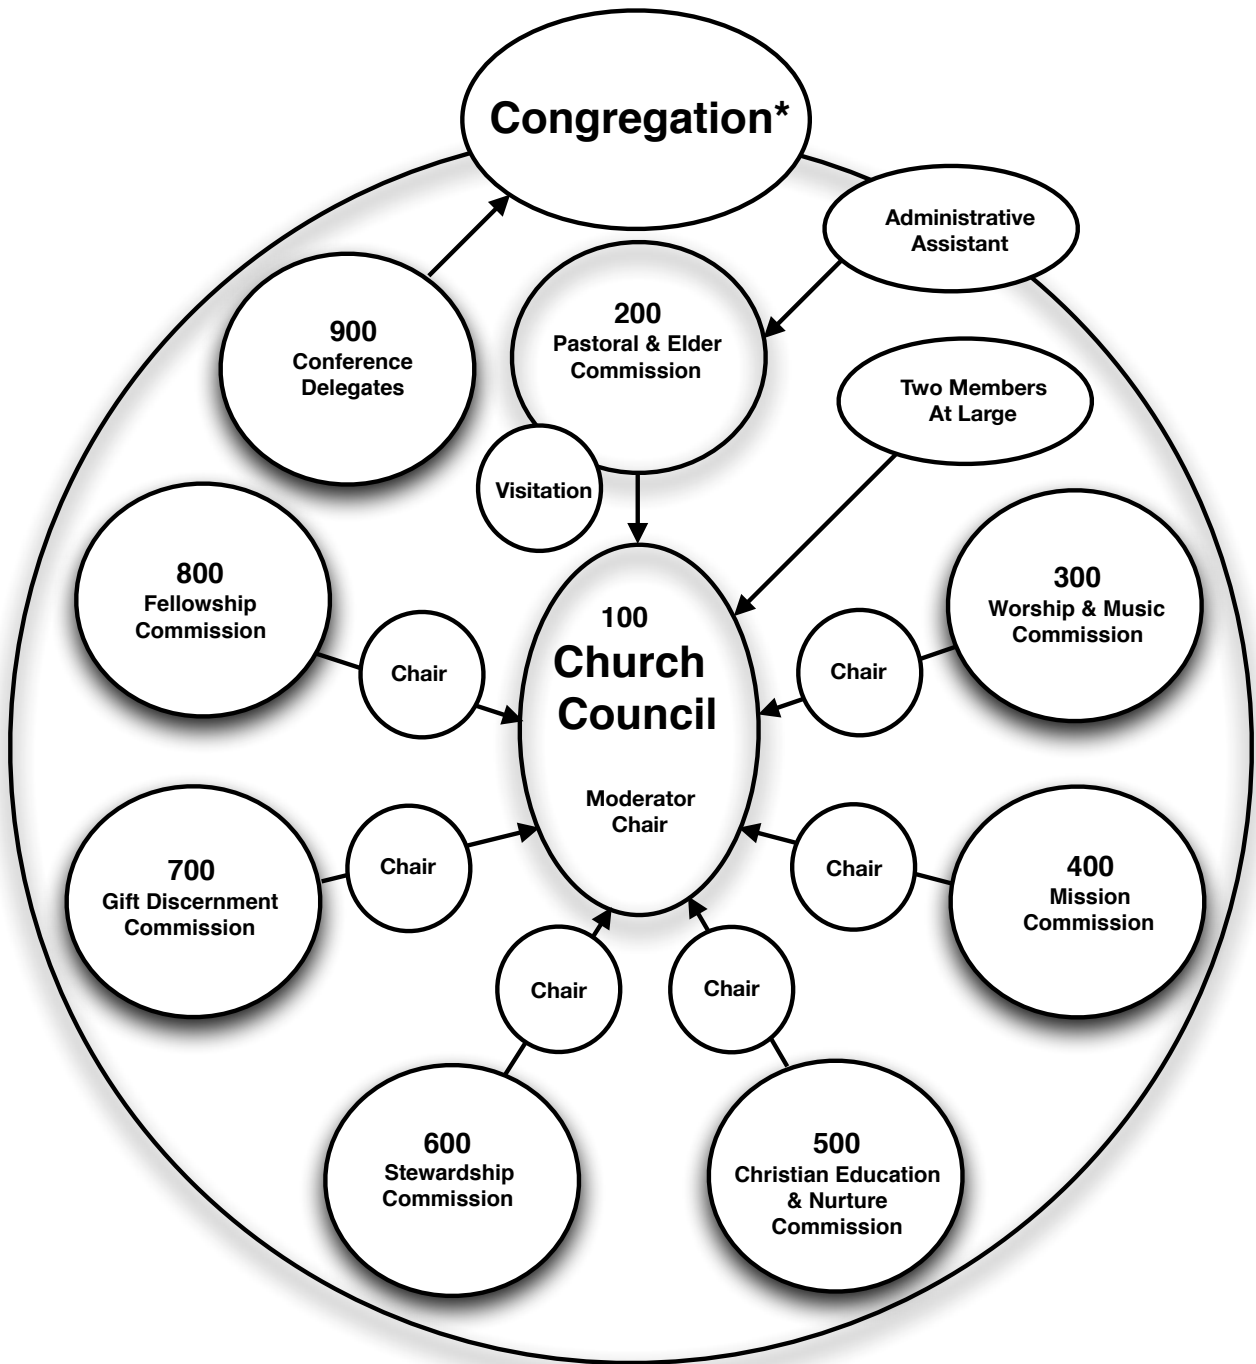 Congregation*
Administrative
Assistant
900
Conference
Delegates
200
Pastoral & Elder
Commission
Two Members
At Large
Visitation
800
Fellowship
Commission
Chair
100
Church
Council
Moderator
Chair
Chair
300
Worship & Music
Commission
700
Gift Discernment
Commission
Chair
Chair
400
Mission
Commission
Chair
Chair
600
Stewardship
Commission
500
Christian Education
& Nurture
Commission